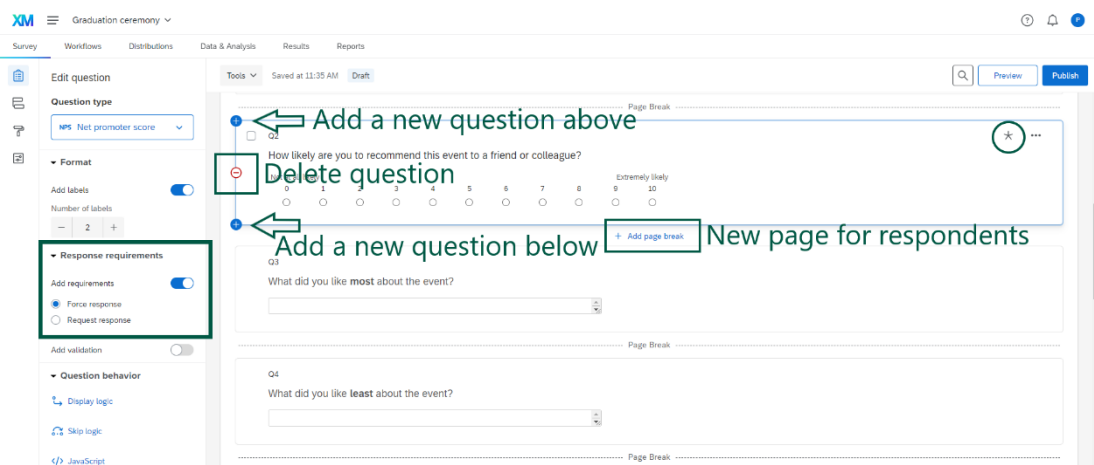 XM Graduation ceremony P
Survey Workflows Distributions Data & Analysis Results Reports
Edit question
Tools Saved at 11:35 AM Draft Preview Publish
Question type
NPS Net promoter score
Format
Add labels
Number of labels
− 2 +
Response requirements
Add requirements
Force response
Request response
Add validation
Question behavior
Display logic
Skip logic
</> JavaScript
Page Break
+ Add a new question above
Q2 * •••
How likely are you to recommend this event to a friend or colleague?
Delete question
Extremely likely
0 1 2 3 4 5 6 7 8 9 10
+ Add a new question below
+ Add page break New page for respondents
Q3
What did you like most about the event?
Page Break
Q4
What did you like least about the event?
Page Break